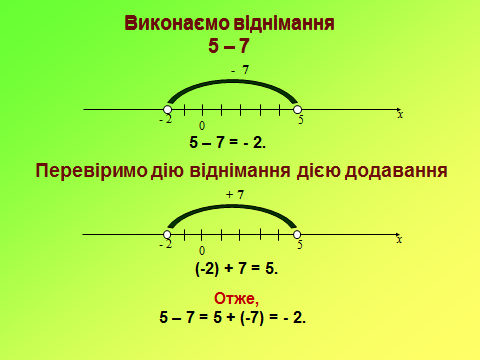 Виконаємо віднімання
5 – 7
- 7
- 2 0 5 x
5 – 7 = - 2.
Перевіримо дію віднімання дією додавання
+ 7
- 2 0 5 x
(-2) + 7 = 5.
Отже,
5 – 7 = 5 + (-7) = - 2.